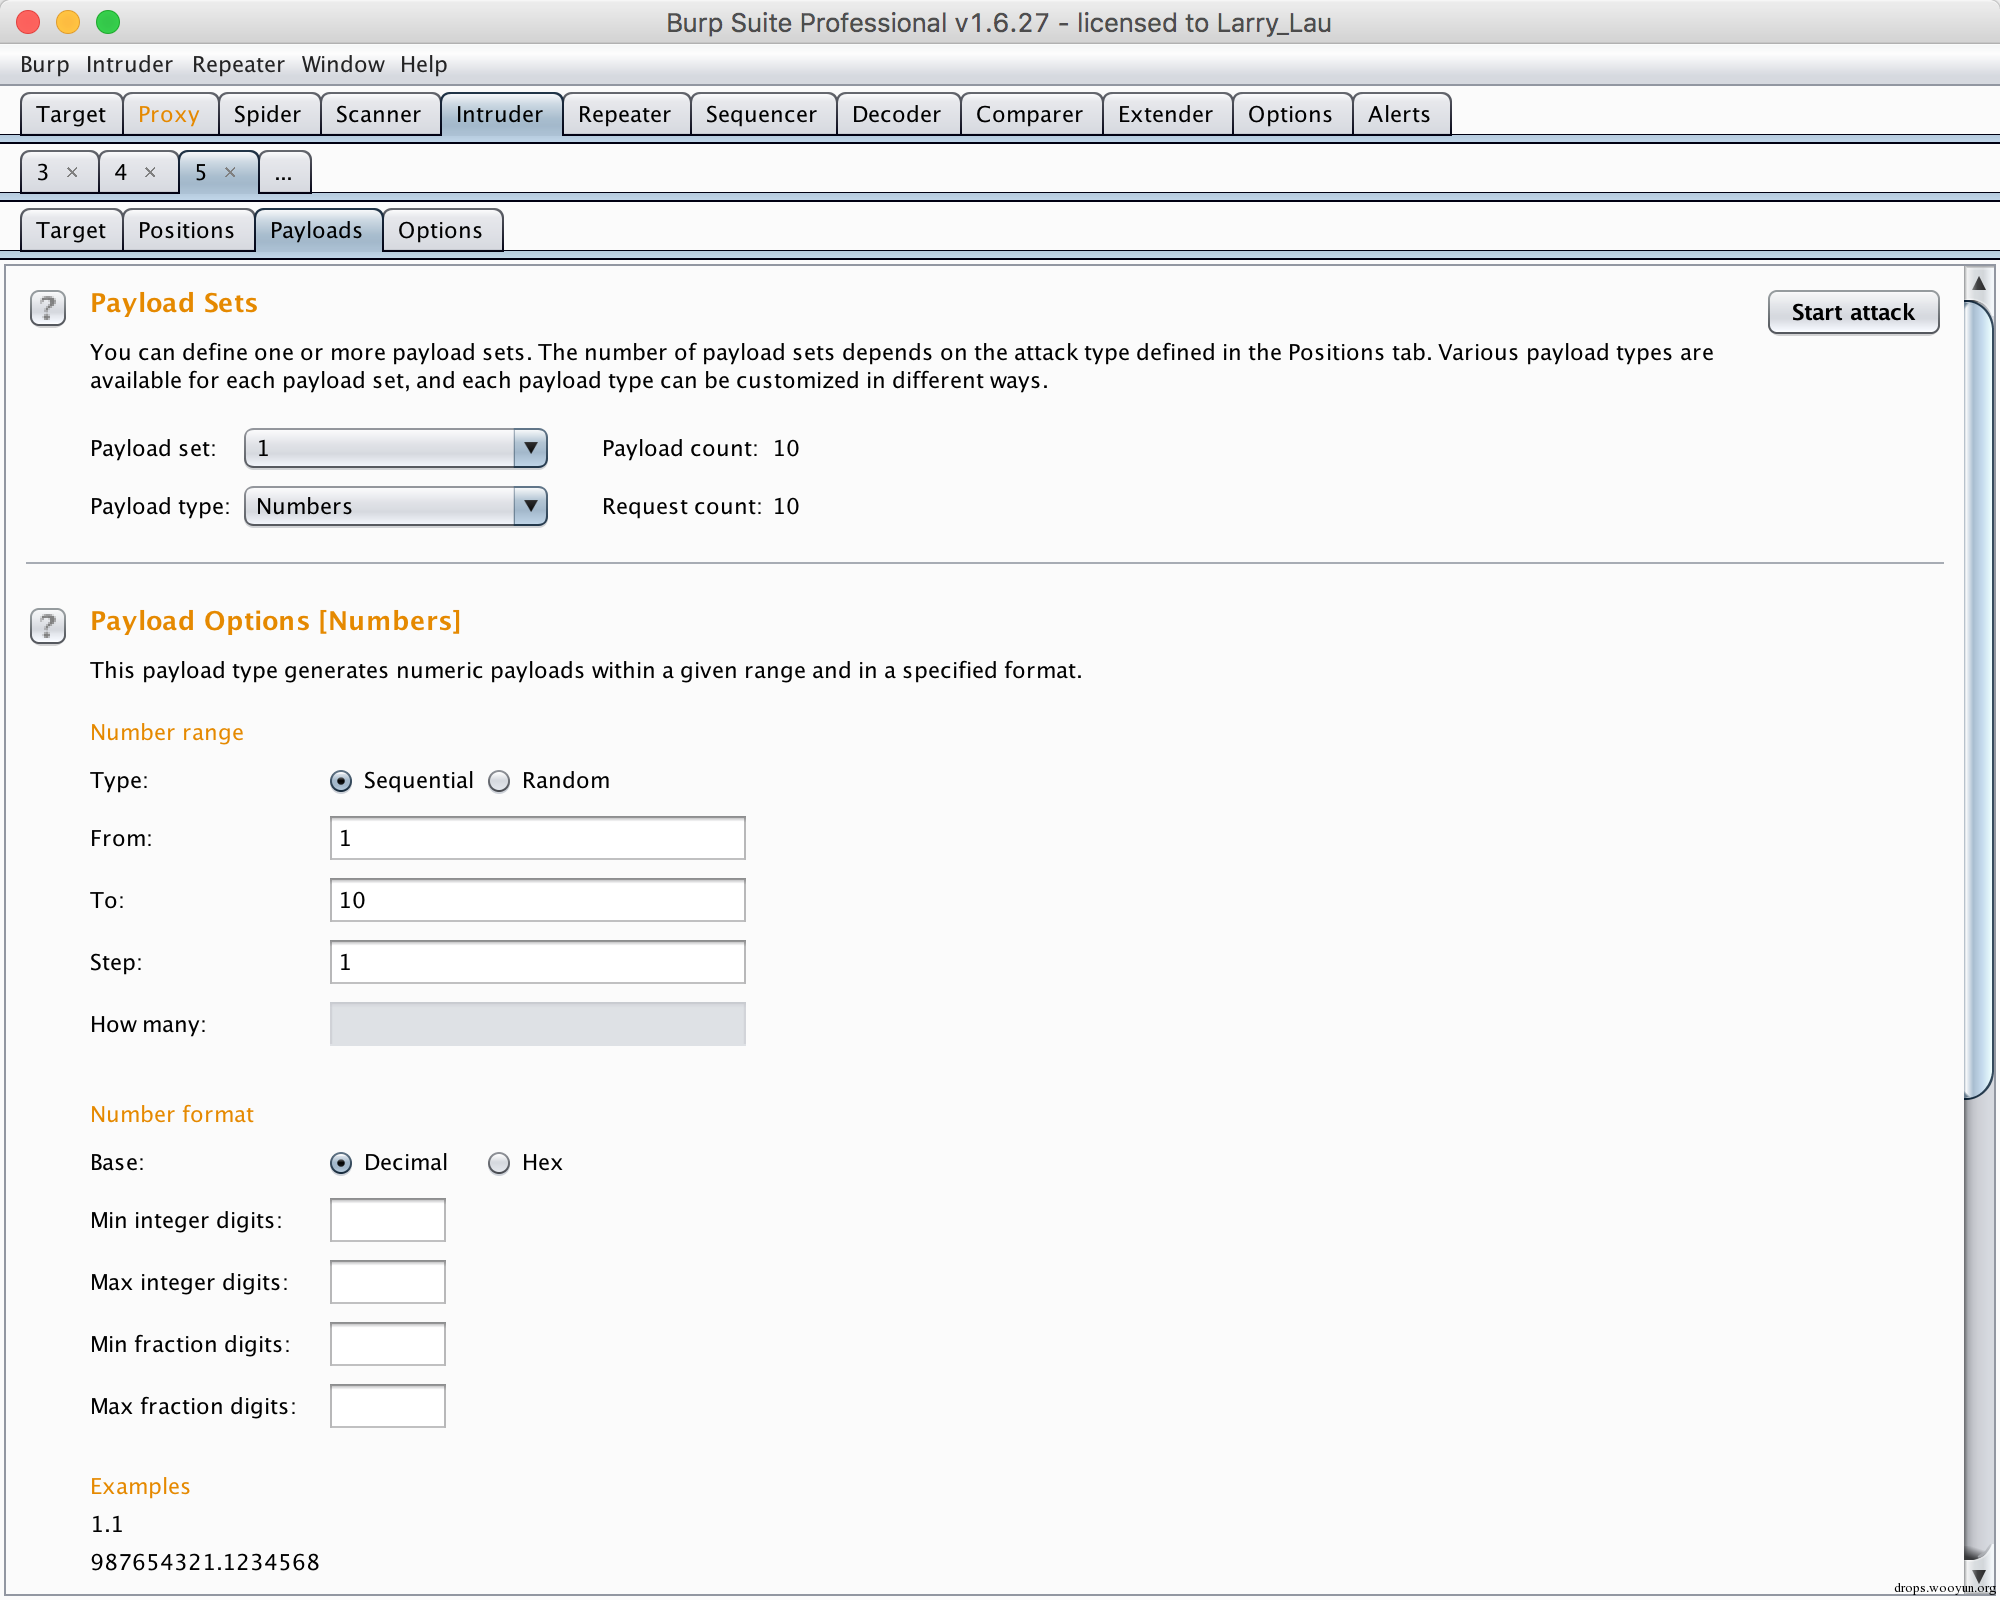 Burp Suite Professional v1.6.27 - licensed to Larry_Lau
Burp Intruder Repeater Window Help
Target Proxy Spider Scanner Intruder Repeater Sequencer Decoder Comparer Extender Options Alerts
3 × 4 × 5 × ...
Target Positions Payloads Options
? Payload Sets
Start attack
You can define one or more payload sets. The number of payload sets depends on the attack type defined in the Positions tab. Various payload types are
available for each payload set, and each payload type can be customized in different ways.
Payload set: 1 Payload count: 10
Payload type: Numbers Request count: 10
? Payload Options [Numbers]
This payload type generates numeric payloads within a given range and in a specified format.
Number range
Type: Sequential Random
From: 1
To: 10
Step: 1
How many:
Number format
Base: Decimal Hex
Min integer digits:
Max integer digits:
Min fraction digits:
Max fraction digits:
Examples
1.1
987654321.1234568
drops.wooyun.org